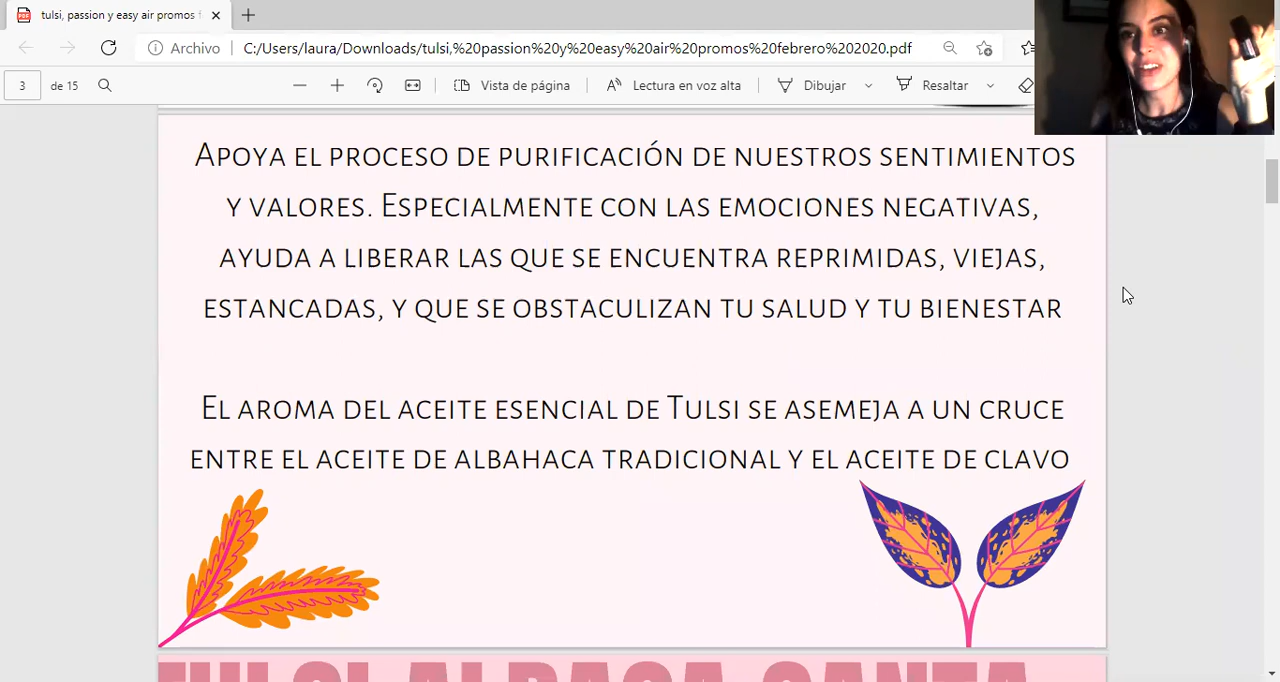 tulsi, passion y easy air promos f
Archivo
C:/Users/laura/Downloads/tulsi,%20passion%20y%20easy%20air%20promos%20febrero%202020.pdf
3 de 15
Vista de página
Lectura en voz alta
Dibujar
Resaltar
Apoya el proceso de purificación de nuestros sentimientos
y valores. Especialmente con las emociones negativas,
ayuda a liberar las que se encuentra reprimidas, viejas,
estancadas, y que se obstaculizan tu salud y tu bienestar
El aroma del aceite esencial de Tulsi se asemeja a un cruce
entre el aceite de albahaca tradicional y el aceite de clavo
TULSI ALBACA SANTA